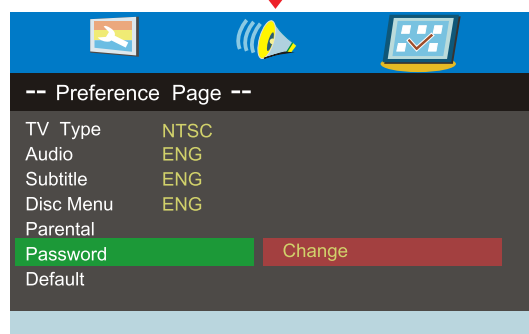 -- Preference Page --
TV Type NTSC
Audio ENG
Subtitle ENG
Disc Menu ENG
Parental
Password Change
Default